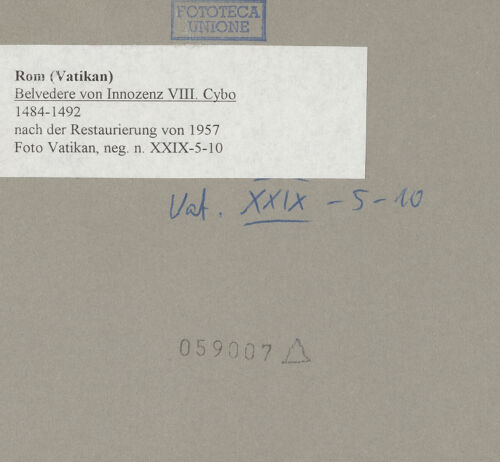 FOTOTECA
UNIONE
Rom (Vatikan)
Belvedere von Innozenz VIII. Cybo
1484-1492
nach der Restaurierung von 1957
Foto Vatikan, neg. n. XXIX-5-10
Vat. XXIX - 5 - 10
059007